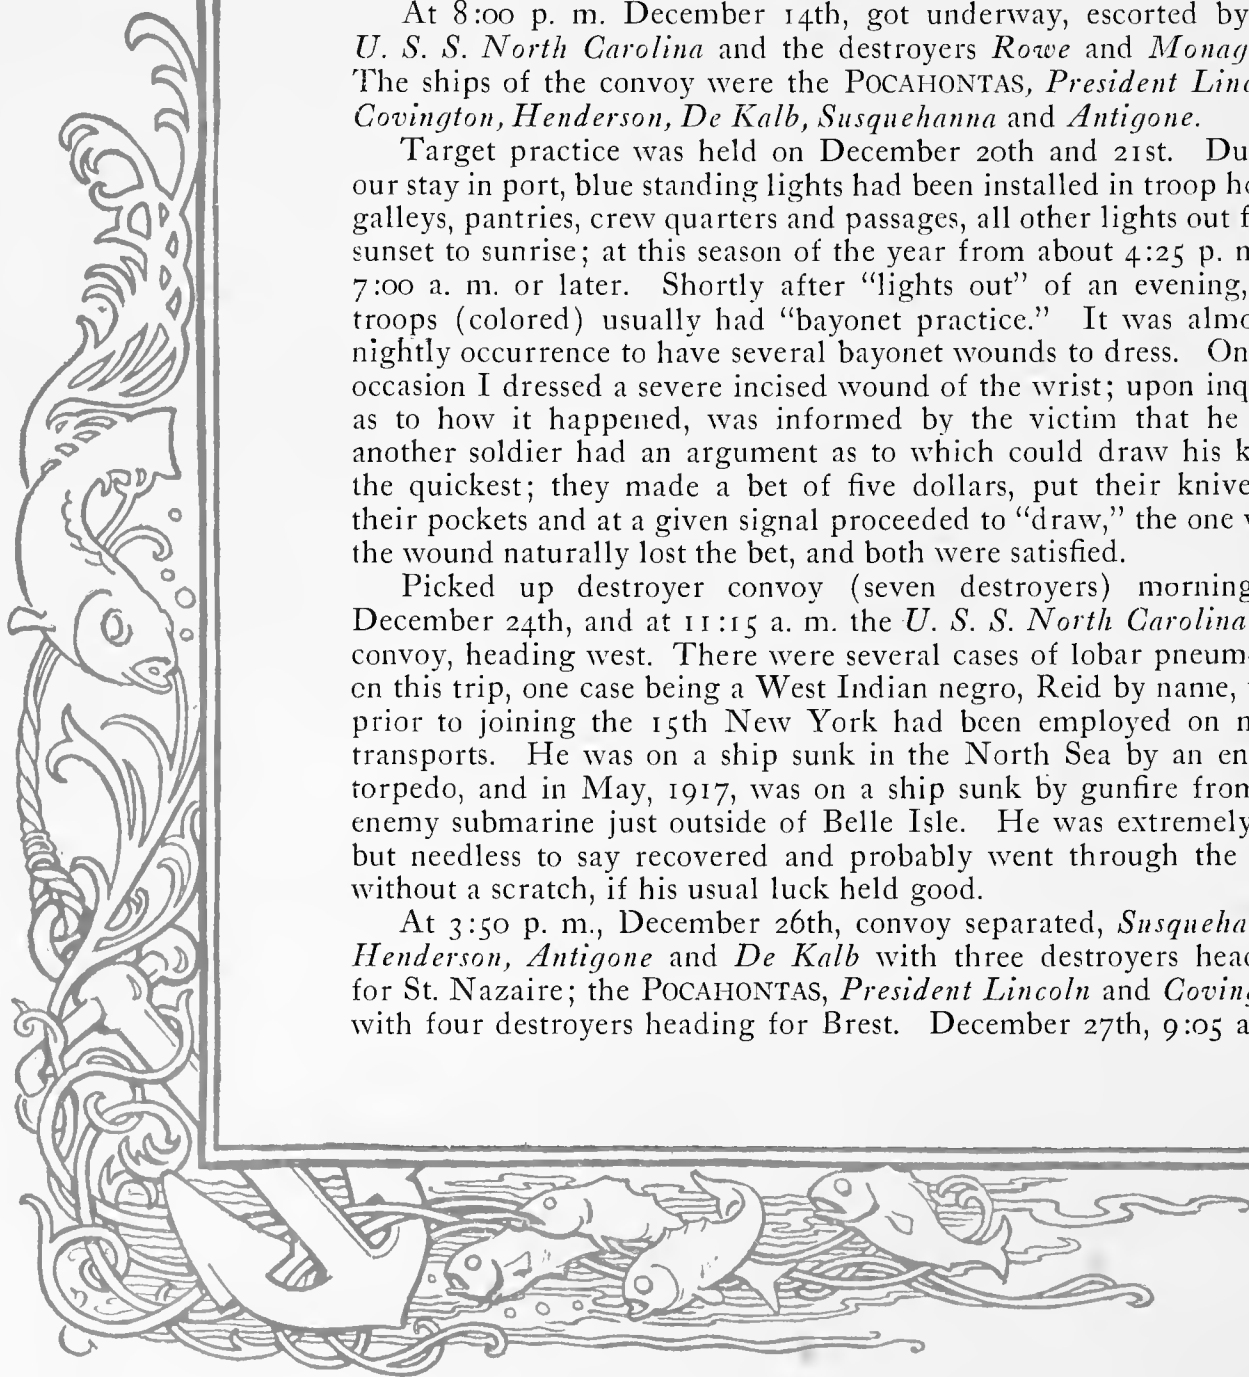 At 8:00 p. m. December 14th, got underway, escorted by
U. S. S. North Carolina and the destroyers Rowe and
The ships of the convoy were the POCAHONTAS, President
Covington, Henderson, De Kalb, Susquehanna and Antigone.
Target practice was held on December 20th and 21st.
our stay in port, blue standing lights had been installed in troop
galleys, pantries, crew quarters and passages, all other lights out
sunset to sunrise; at this season of the year from about 4:25 p.
7:00 a. m. or later. Shortly after “lights out” of an evening,
troops (colored) usually had “bayonet practice.” It was
nightly occurrence to have several bayonet wounds to dress. On
occasion I dressed a severe incised wound of the wrist; upon
as to how it happened, was informed by the victim that he
another soldier had an argument as to which could draw his
the quickest; they made a bet of five dollars, put their
their pockets and at a given signal proceeded to “draw,” the one
the wound naturally lost the bet, and both were satisfied.
Picked up destroyer convoy (seven destroyers) morning
December 24th, and at 11:15 a. m. the U. S. S. North Carolina
convoy, heading west. There were several cases of lobar
on this trip, one case being a West Indian negro, Reid by name,
prior to joining the 15th New York had been employed on
transports. He was on a ship sunk in the North Sea by an
torpedo, and in May, 1917, was on a ship sunk by gunfire from
enemy submarine just outside of Belle Isle. He was extremely
but needless to say recovered and probably went through the
without a scratch, if his usual luck held good.
At 3:50 p. m., December 26th, convoy separated,
Henderson, Antigone and De Kalb with three destroyers
for St. Nazaire; the POCAHONTAS, President Lincoln and
with four destroyers heading for Brest. December 27th, 9:05